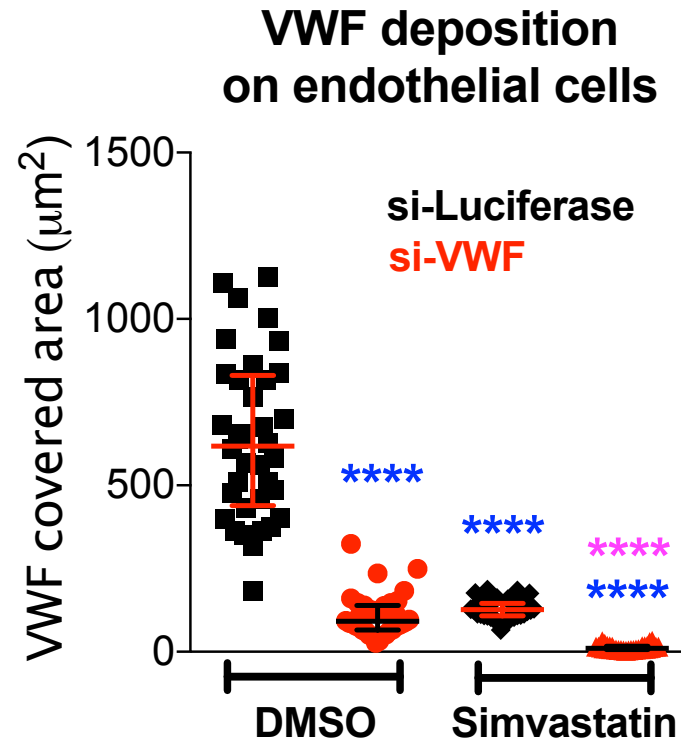 VWF deposition
on endothelial cells
VWF covered area (μm²)
1500
1000
500
0
si-Luciferase
si-VWF
****
****
****
****
DMSO
Simvastatin